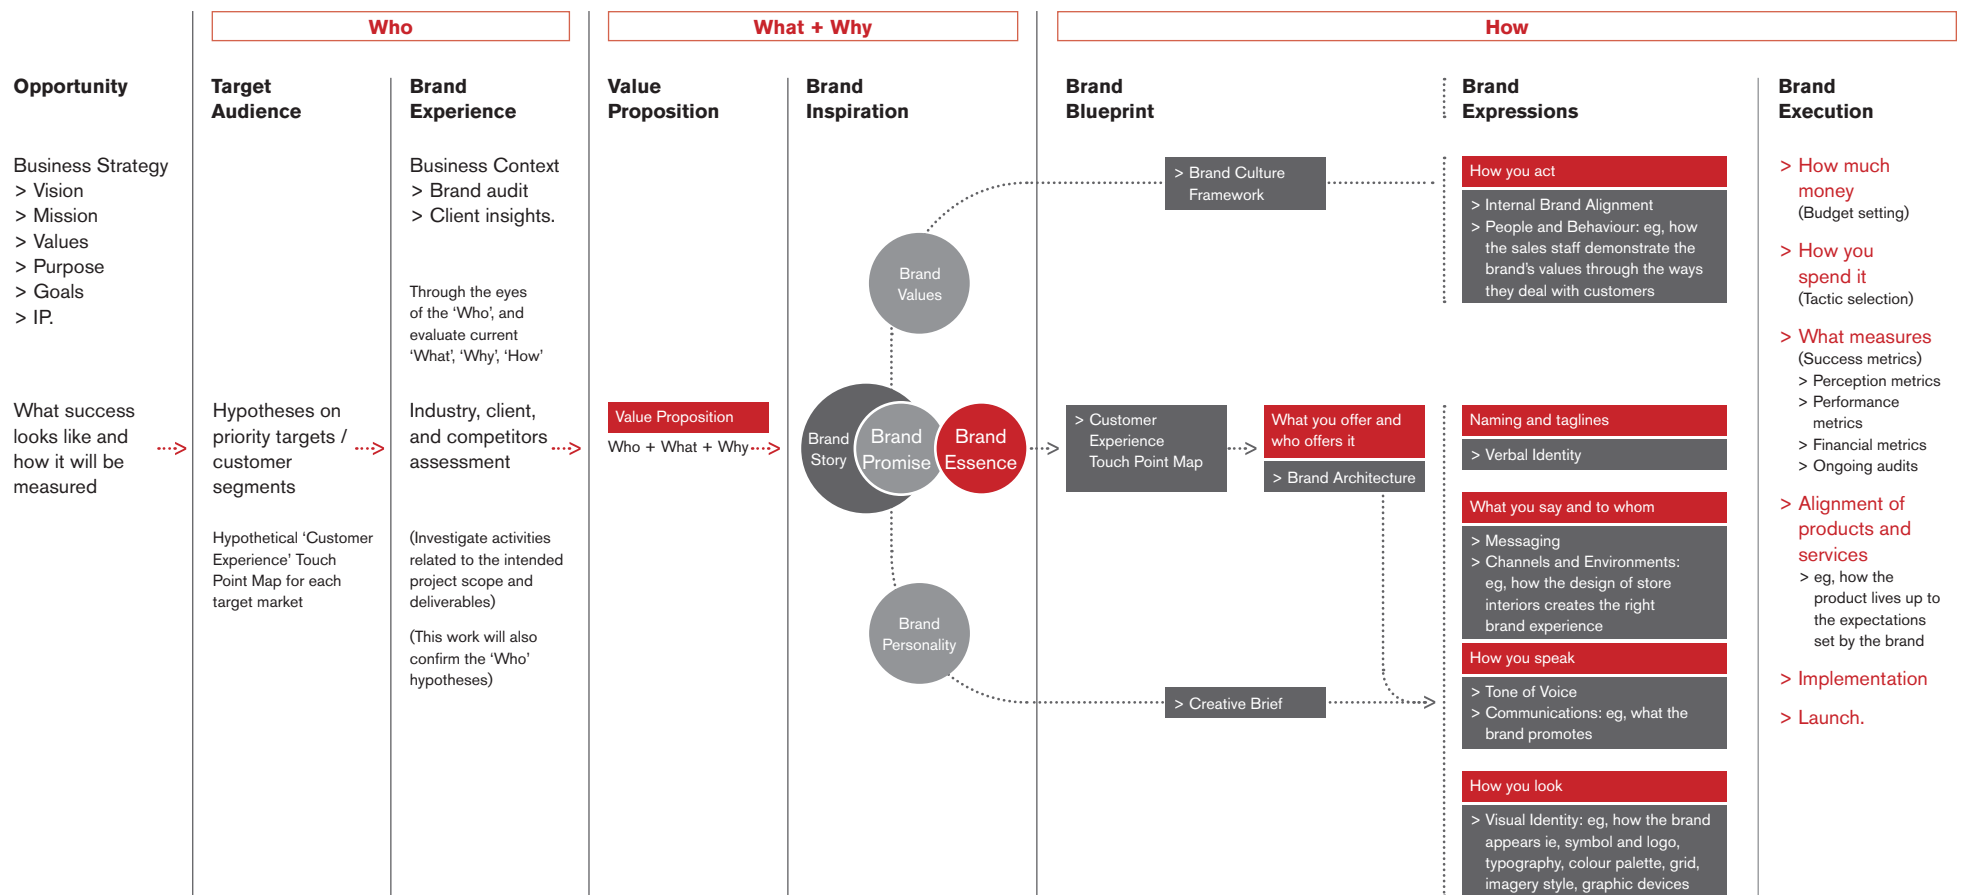 Who
What + Why
How
Opportunity
Business Strategy
> Vision
> Mission
> Values
> Purpose
> Goals
> IP.
What success
looks like and
how it will be
measured
Target
Audience
Hypotheses on
priority targets /
customer
segments
Hypothetical ‘Customer
Experience’ Touch
Point Map for each
target market
Brand
Experience
Business Context
> Brand audit
> Client insights.
Through the eyes
of the ‘Who’, and
evaluate current
‘What’, ‘Why’, ‘How’
Industry, client,
and competitors
assessment
(Investigate activities
related to the intended
project scope and
deliverables)
(This work will also
confirm the ‘Who’
hypotheses)
Value
Proposition
Value Proposition
Who + What + Why
Brand
Inspiration
Brand
Values
Brand
Story
Brand
Promise
Brand
Essence
Brand
Personality
Brand
Blueprint
> Brand Culture
Framework
> Customer
Experience
Touch Point Map
What you offer and
who offers it
> Brand Architecture
> Creative Brief
Brand
Expressions
How you act
> Internal Brand Alignment
> People and Behaviour: eg, how
the sales staff demonstrate the
brand’s values through the ways
they deal with customers
Naming and taglines
> Verbal Identity
What you say and to whom
> Messaging
> Channels and Environments:
eg, how the design of store
interiors creates the right
brand experience
How you speak
> Tone of Voice
> Communications: eg, what the
brand promotes
How you look
> Visual Identity: eg, how the brand
appears ie, symbol and logo,
typography, colour palette, grid,
imagery style, graphic devices
Brand
Execution
> How much
money
(Budget setting)
> How you
spend it
(Tactic selection)
> What measures
(Success metrics)
> Perception metrics
> Performance
metrics
> Financial metrics
> Ongoing audits
> Alignment of
products and
services
> eg, how the
product lives up to
the expectations
set by the brand
> Implementation
> Launch.